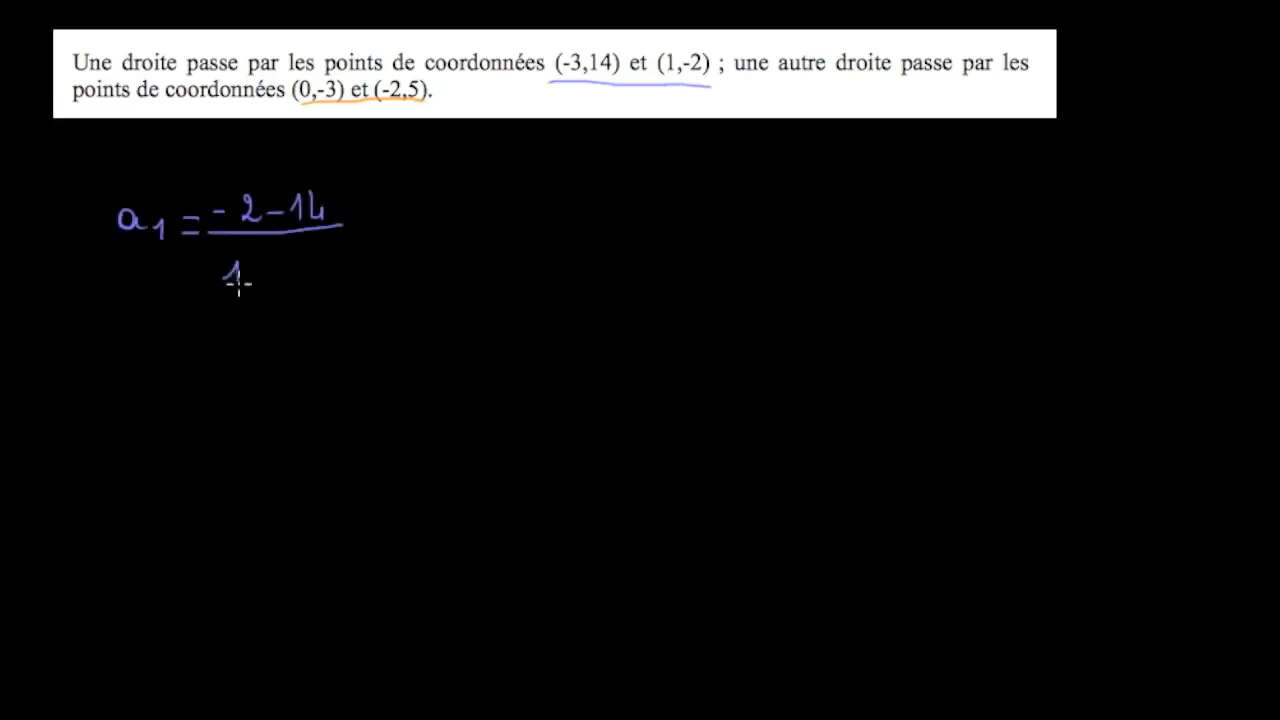 Une droite passe par les points de coordonnées (-3,14) et (1,-2) ; une autre droite passe par les
points de coordonnées (0,-3) et (-2,5).
a₁ = -2-14
1